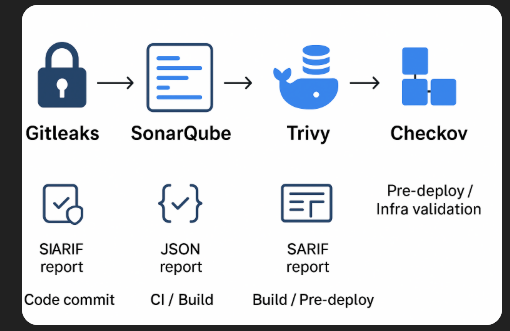 Gitleaks
SonarQube
Trivy
Checkov
Pre-deploy /
Infra validation
SIARIF
report
JSON
report
SARIF
report
Code commit
CI / Build
Build / Pre-deploy